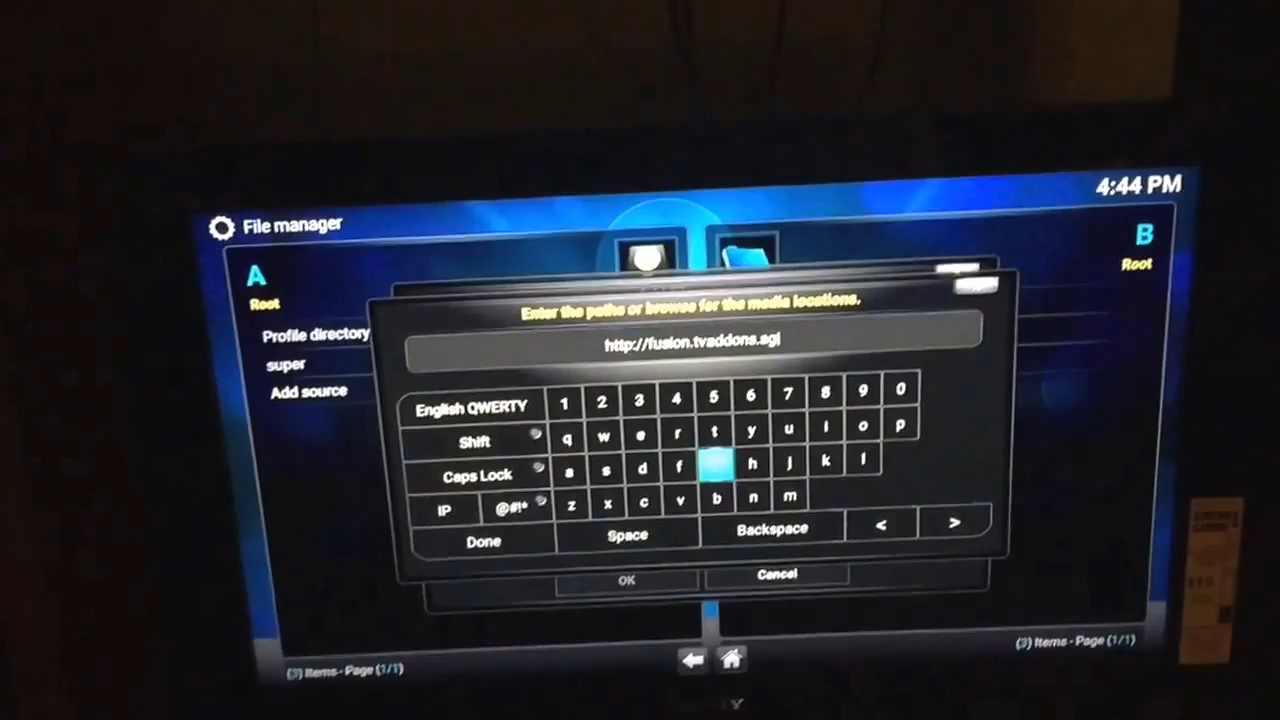 File manager
4:44 PM
A
Root
B
Root
Profile directory
super
Add source
Enter the paths or browse for the media locations.
http://fusion.tvaddons.ag|
English QWERTY 1 2 3 4 5 6 7 8 9 0
Shift q w e r t y u i o p
Caps Lock a s d f h j k l
IP @#!* z x c v b n m
Done Space Backspace < >
OK Cancel
(3) Items - Page (1/1)
(3) Items - Page (1/1)